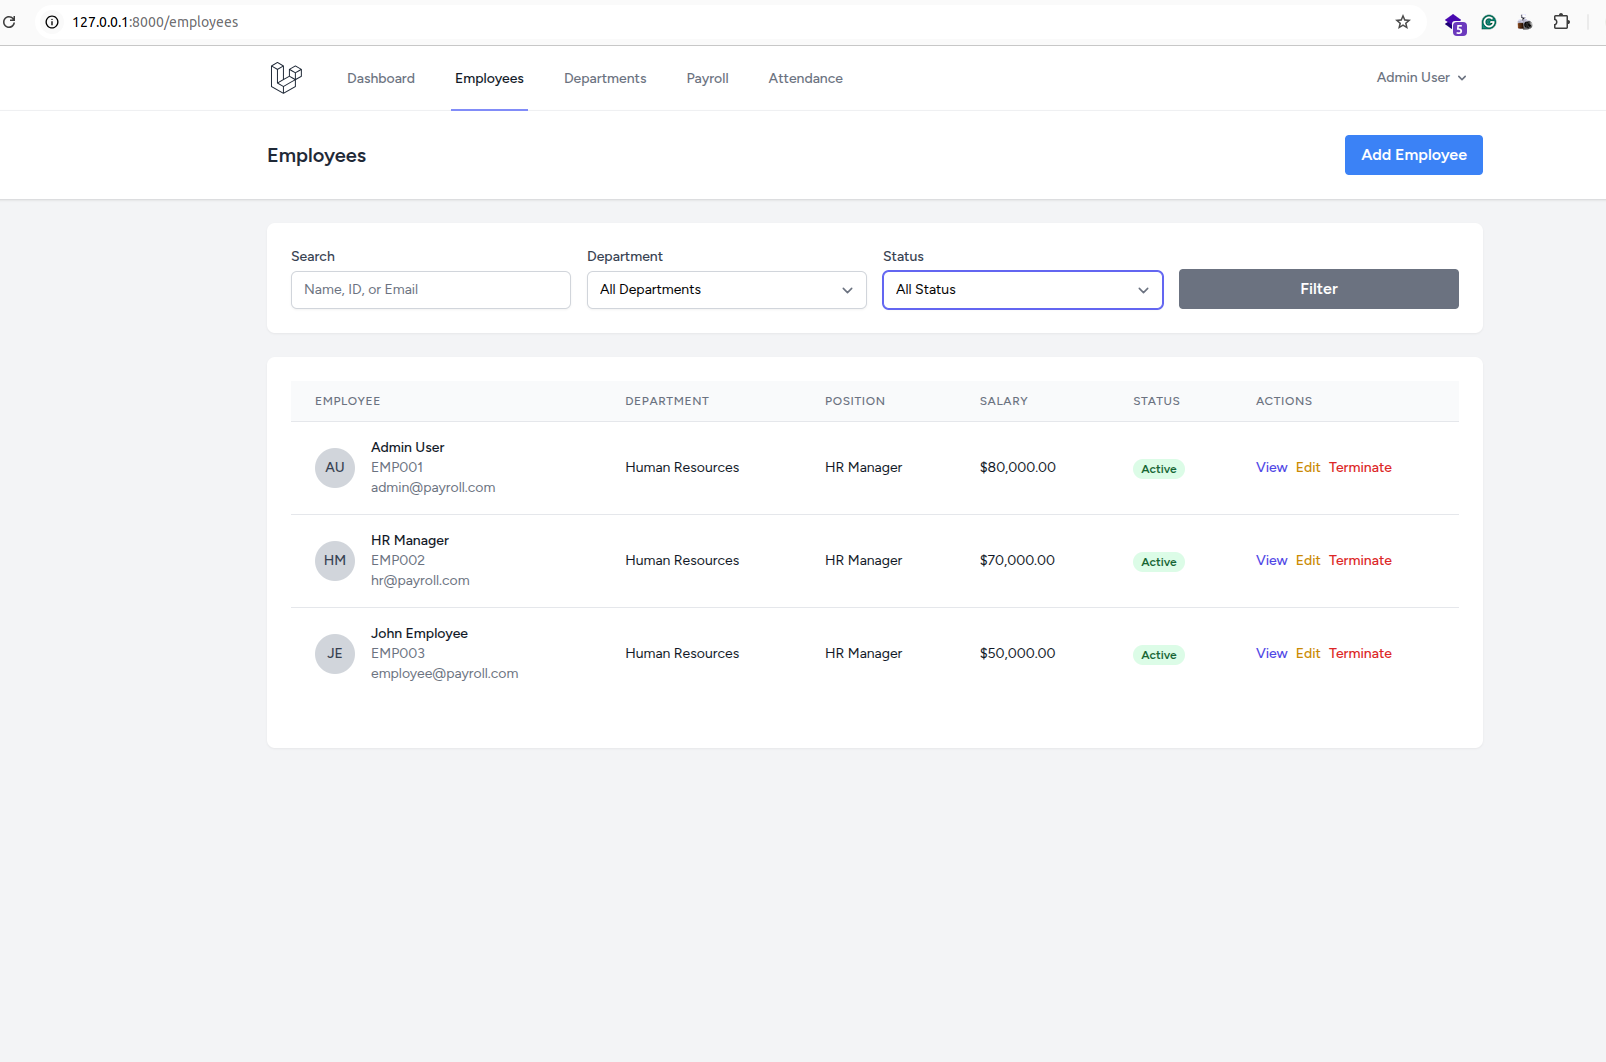 127.0.0.1:8000/employees
5
Dashboard Employees Departments Payroll Attendance Admin User
Employees Add Employee
Search Department Status
Name, ID, or Email All Departments All Status Filter
EMPLOYEE DEPARTMENT POSITION SALARY STATUS ACTIONS
Admin User
AU EMP001 Human Resources HR Manager $80,000.00 Active View Edit Terminate
admin@payroll.com
HR Manager
HM EMP002 Human Resources HR Manager $70,000.00 Active View Edit Terminate
hr@payroll.com
John Employee
JE EMP003 Human Resources HR Manager $50,000.00 Active View Edit Terminate
employee@payroll.com